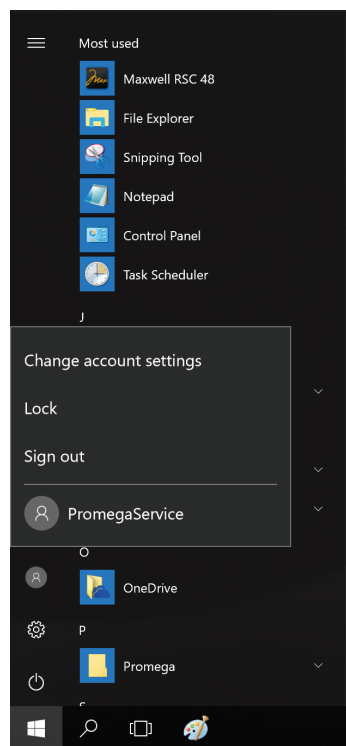 Most used
Maxwell RSC 48
File Explorer
Snipping Tool
Notepad
Control Panel
Task Scheduler
J
Change account settings
Lock
Sign out
PromegaService
O
OneDrive
P
Promega